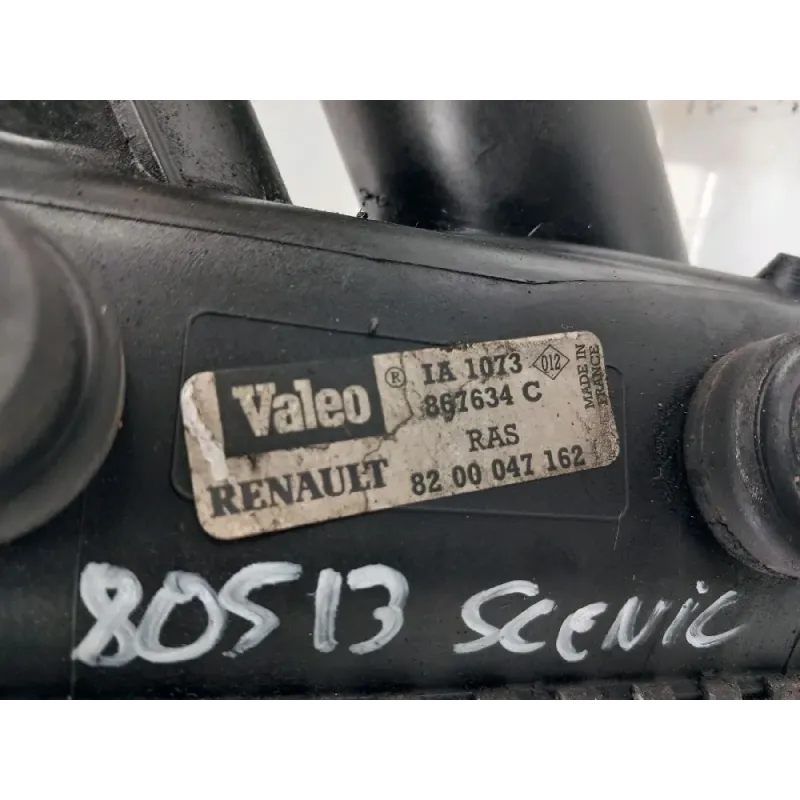 Valeo ® IA 1073 012
867634 C
RAS
RENAULT 82 00 047 162
MADE IN
FRANCE
80513 SCENIC